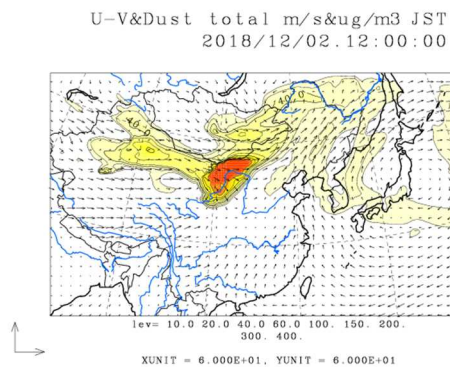 U-V&Dust total m/s&ug/m3 JST
2018/12/02.12:00:00
lev= 10.0 20.0 40.0 60.0 100. 150. 200.
300. 400.
XUNIT = 6.000E+01, YUNIT = 6.000E+01